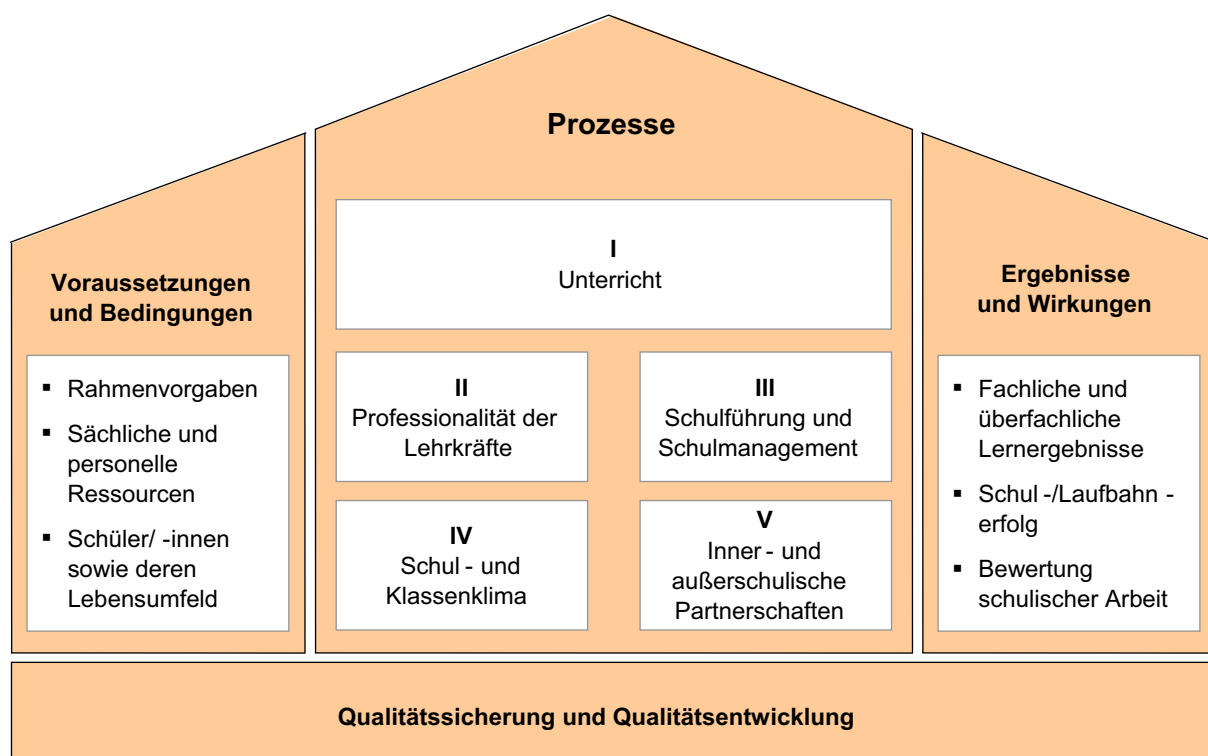 Prozesse
Voraussetzungen
und Bedingungen
▪ Rahmenvorgaben
▪ Sächliche und
personelle
Ressourcen
▪ Schüler/ -innen
sowie deren
Lebensumfeld
I
Unterricht
II
Professionalität der
Lehrkräfte
III
Schulführung und
Schulmanagement
IV
Schul - und
Klassenklima
V
Inner - und
außerschulische
Partnerschaften
Ergebnisse
und Wirkungen
▪ Fachliche und
überfachliche
Lernergebnisse
▪ Schul -/Laufbahn -
erfolg
▪ Bewertung
schulischer Arbeit
Qualitätssicherung und Qualitätsentwicklung